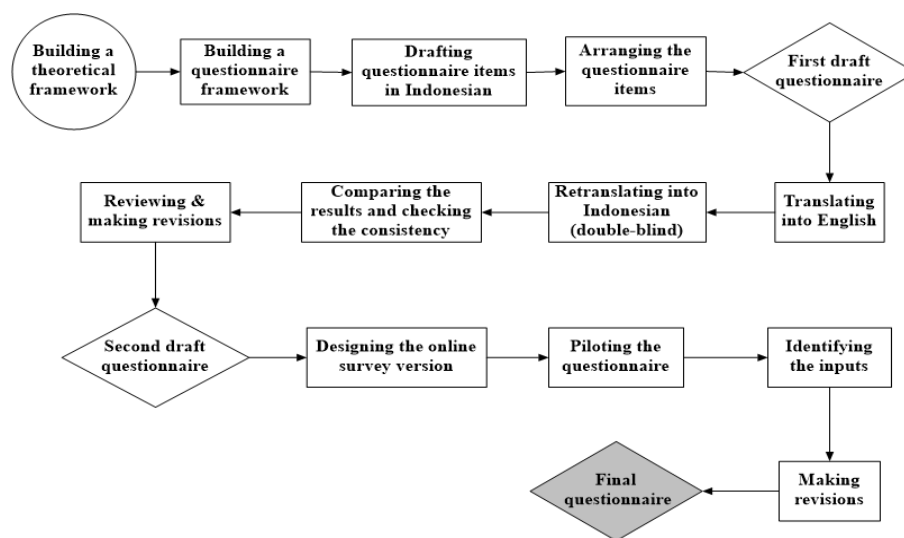 Building a
theoretical
framework
Building a
questionnaire
framework
Drafting
questionnaire items
in Indonesian
Arranging the
questionnaire
items
First draft
questionnaire
Translating
into English
Retranslating into
Indonesian
(double-blind)
Comparing the
results and checking
the consistency
Reviewing &
making revisions
Second draft
questionnaire
Designing the online
survey version
Piloting the
questionnaire
Identifying
the inputs
Making
revisions
Final
questionnaire